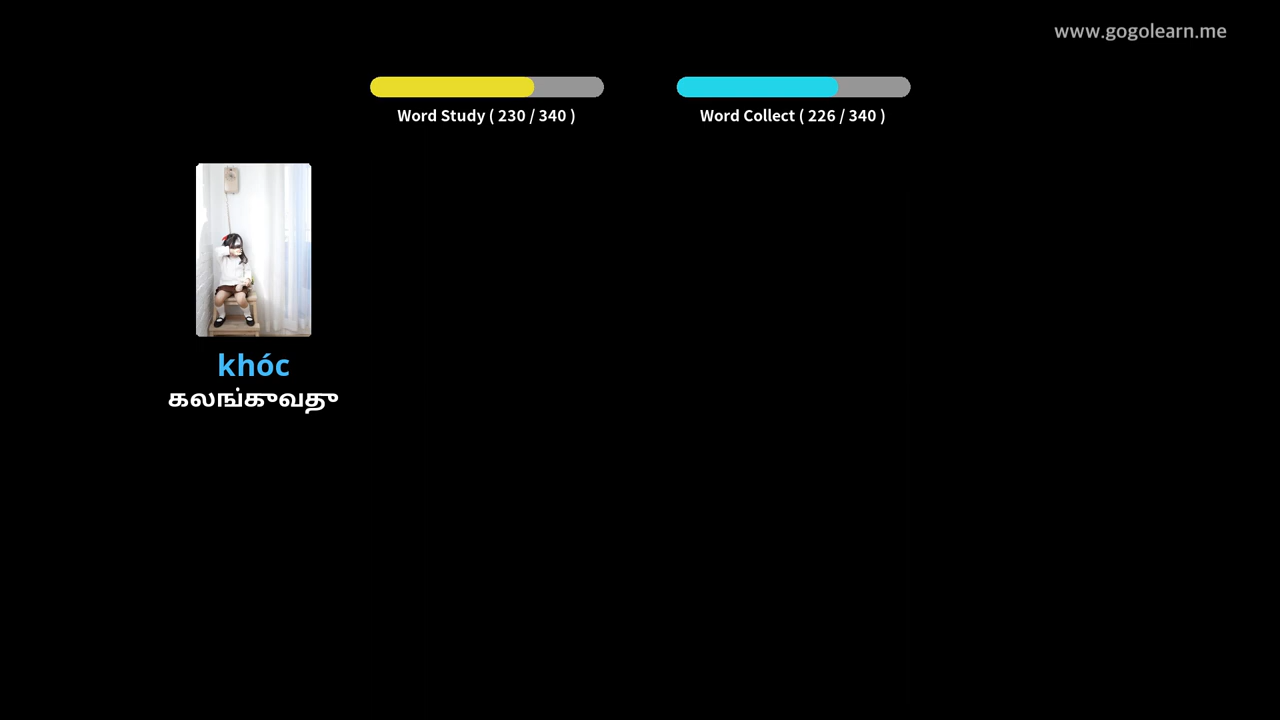 www.gogolearn.me
Word Study ( 230 / 340 )
Word Collect ( 226 / 340 )
khóc
கலங்குவது